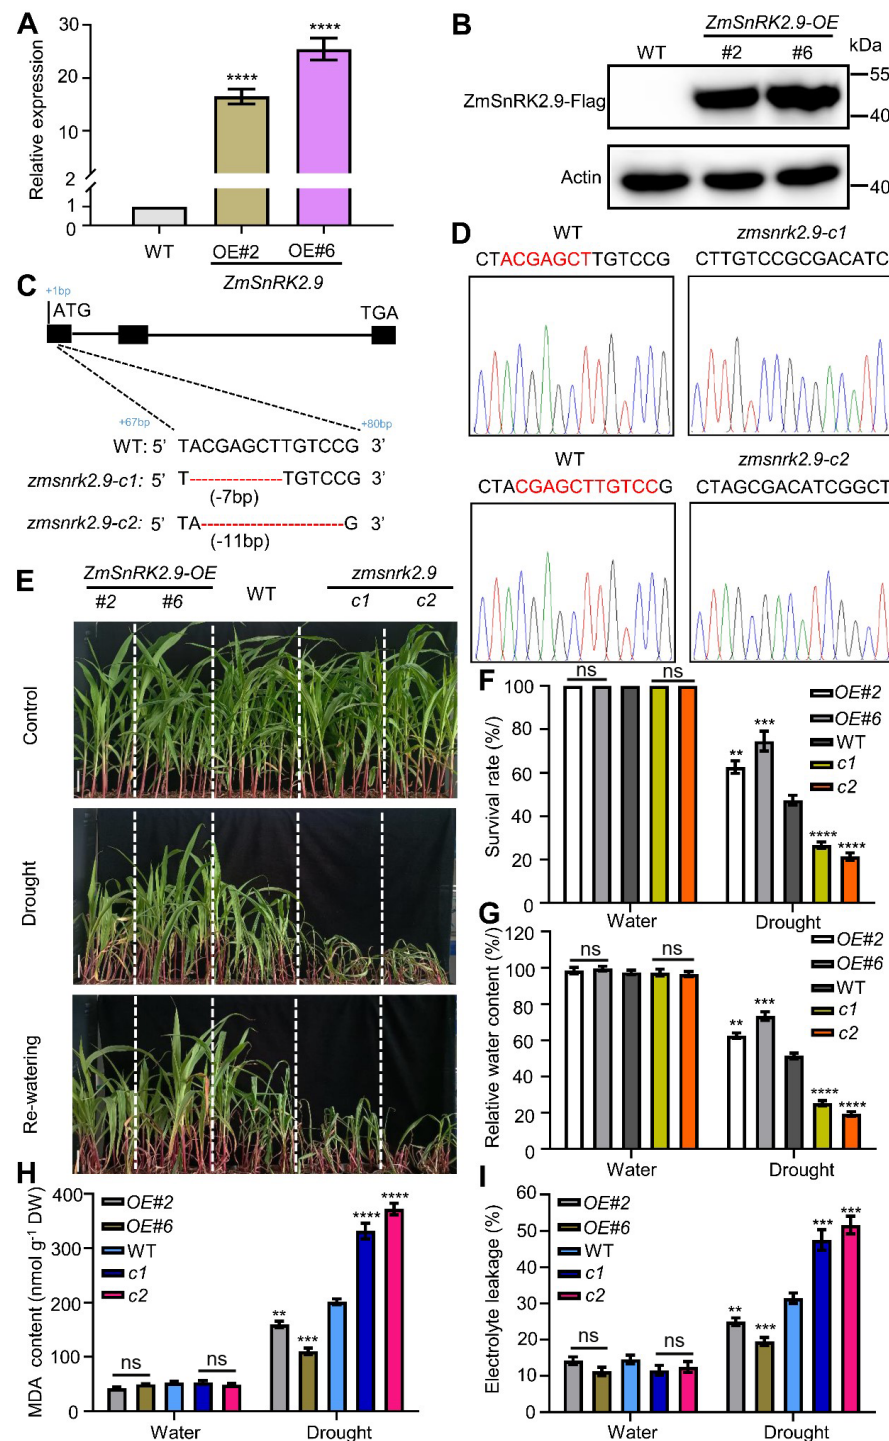 A
Relative expression
30
20
10
2
1
0
****
****
WT
OE#2
OE#6
ZmSnRK2.9
B
ZmSnRK2.9-OE
WT
#2
#6
kDa
ZmSnRK2.9-Flag
55
40
Actin
40
C
+1bp
ATG
TGA
+67bp
+80bp
WT: 5' TACGAGCTTGTCCG 3'
zmsnrk2.9-c1: 5' T-----------TGTCCG 3'
(-7bp)
zmsnrk2.9-c2: 5' TA-----------------G 3'
(-11bp)
D
WT
zmsnrk2.9-c1
CTACGAGCTTGTCCG
CTTGTCCGCGACATC
WT
zmsnrk2.9-c2
CTACGAGCTTGTCCG
CTAGCGACATCGGCT
E
ZmSnRK2.9-OE
WT
zmsnrk2.9
#2
#6
c1
c2
Control
Drought
Re-watering
F
Survival rate (%/)
100
80
60
40
20
0
ns
ns
**
***
****
****
OE#2
OE#6
WT
c1
c2
Water
Drought
G
Relative water content (%/)
120
100
80
60
40
20
0
ns
ns
**
***
****
****
OE#2
OE#6
WT
c1
c2
Water
Drought
H
MDA content (nmol g-1 DW)
400
300
200
100
0
OE#2
OE#6
WT
c1
c2
ns
ns
**
***
****
****
Water
Drought
I
Electrolyte leakage (%)
60
50
40
30
20
10
0
OE#2
OE#6
WT
c1
c2
ns
ns
**
***
***
***
Water
Drought